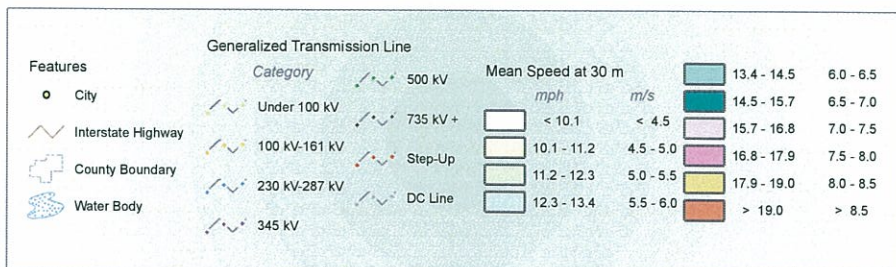 Features
City
Interstate Highway
County Boundary
Water Body
Generalized Transmission Line
Category
Under 100 kV
100 kV-161 kV
230 kV-287 kV
345 kV
500 kV
735 kV +
Step-Up
DC Line
Mean Speed at 30 m
mph m/s
< 10.1 < 4.5
10.1 - 11.2 4.5 - 5.0
11.2 - 12.3 5.0 - 5.5
12.3 - 13.4 5.5 - 6.0
13.4 - 14.5 6.0 - 6.5
14.5 - 15.7 6.5 - 7.0
15.7 - 16.8 7.0 - 7.5
16.8 - 17.9 7.5 - 8.0
17.9 - 19.0 8.0 - 8.5
> 19.0 > 8.5